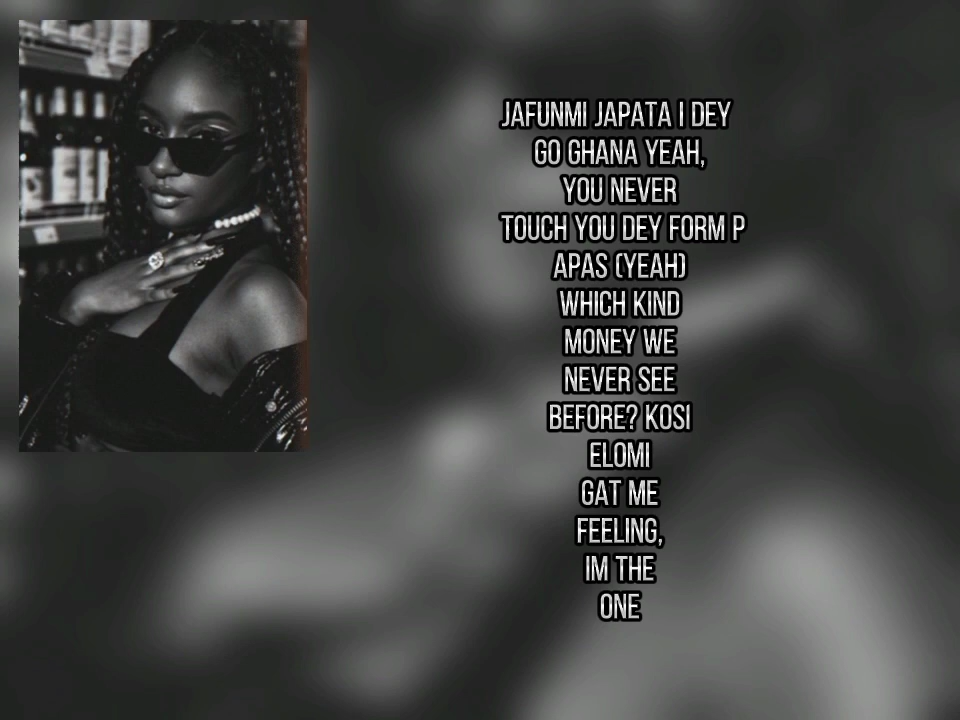 JAFUNMI JAPATA I DEY
GO GHANA YEAH,
YOU NEVER
TOUCH YOU DEY FORM P
APAS (YEAH)
WHICH KIND
MONEY WE
NEVER SEE
BEFORE? KOSI
ELOMI
GAT ME
FEELING,
IM THE
ONE